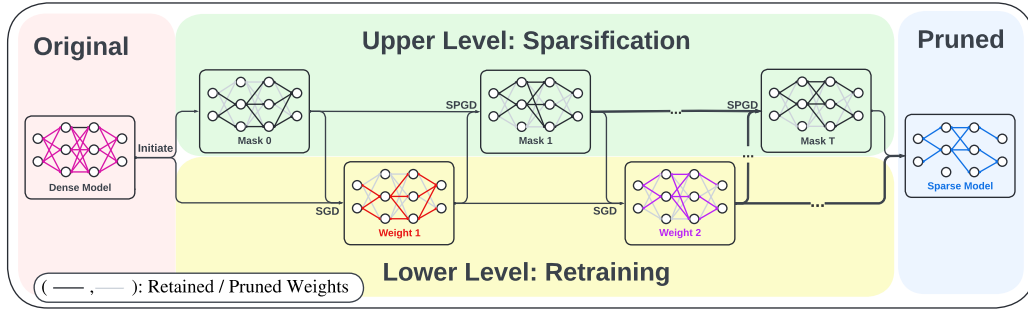 Original
Upper Level: Sparsification
Pruned
SPGD
...
SPGD
Mask 0
Mask 1
Mask T
Initiate
Dense Model
...
Sparse Model
SGD
Weight 1
SGD
Weight 2
...
Lower Level: Retraining
( , ): Retained / Pruned Weights